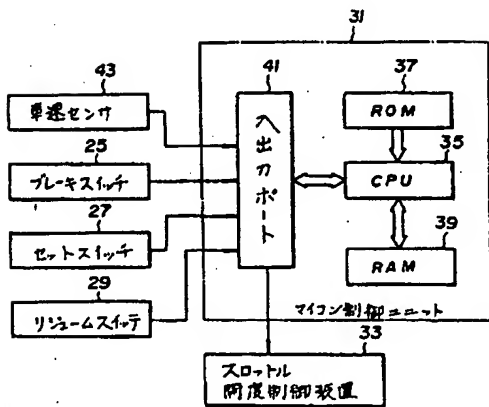 31
43
41
37
車速センサ
ROM
25
35
ブレーキスイッチ
入出力ポート
CPU
27
セットスイッチ
39
29
RAM
リジュームスイッチ
マイコン制御ユニット
33
スロットル
開度制御装置